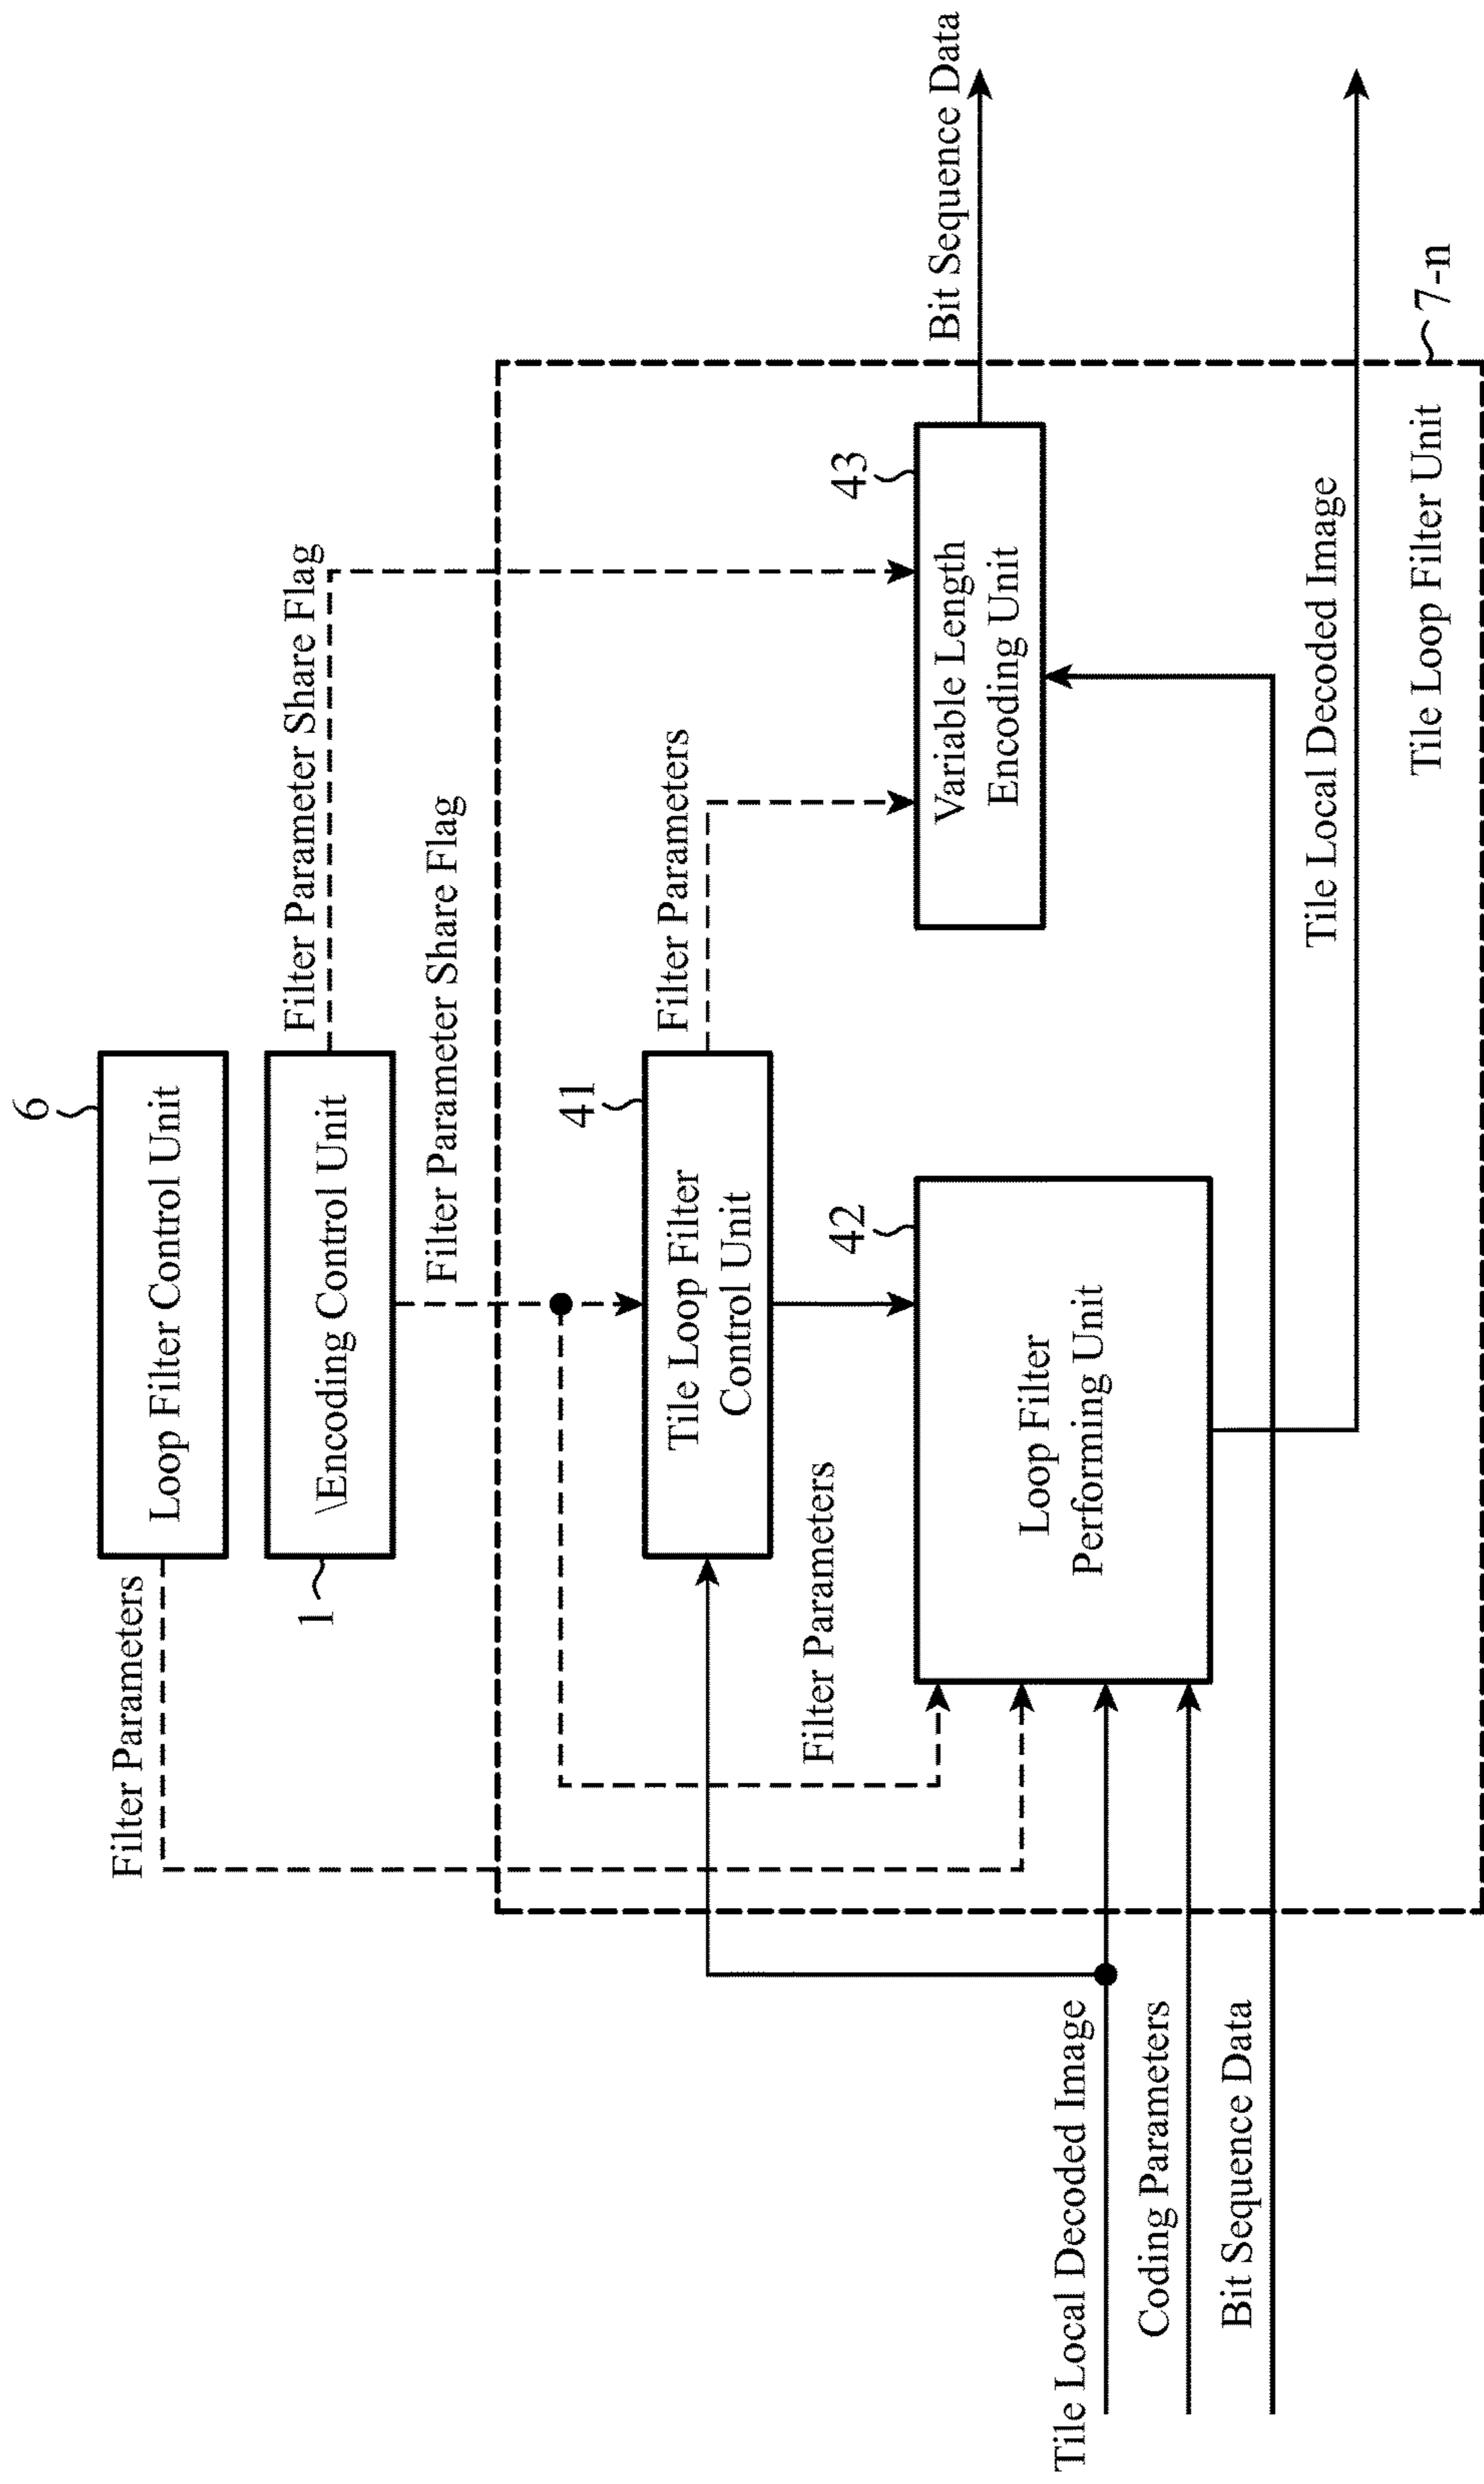 6
Loop Filter Control Unit
Filter Parameters
1
\Encoding Control Unit
Filter Parameter Share Flag
Filter Parameter Share Flag
41
Tile Loop Filter
Control Unit
Filter Parameters
Filter Parameters
42
Loop Filter
Performing Unit
43
Variable Length
Encoding Unit
Bit Sequence Data
Tile Local Decoded Image
Coding Parameters
Bit Sequence Data
Tile Local Decoded Image
Tile Loop Filter Unit
7-n